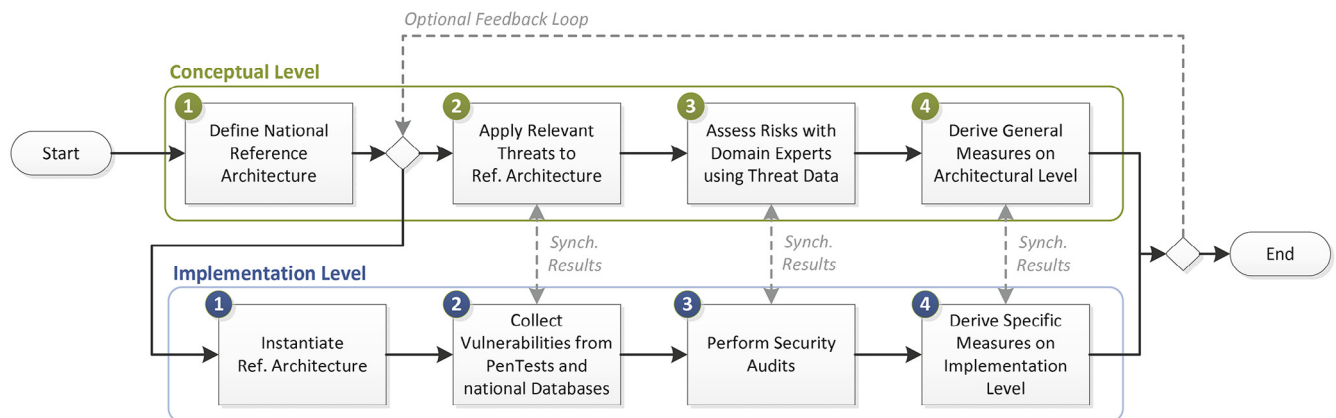 Optional Feedback Loop
Conceptual Level
Start
1
Define National
Reference
Architecture
2
Apply Relevant
Threats to
Ref. Architecture
3
Assess Risks with
Domain Experts
using Threat Data
4
Derive General
Measures on
Architectural Level
Synch.
Results
Synch.
Results
Synch.
Results
End
Implementation Level
1
Instantiate
Ref. Architecture
2
Collect
Vulnerabilities from
PenTests and
national Databases
3
Perform Security
Audits
4
Derive Specific
Measures on
Implementation
Level